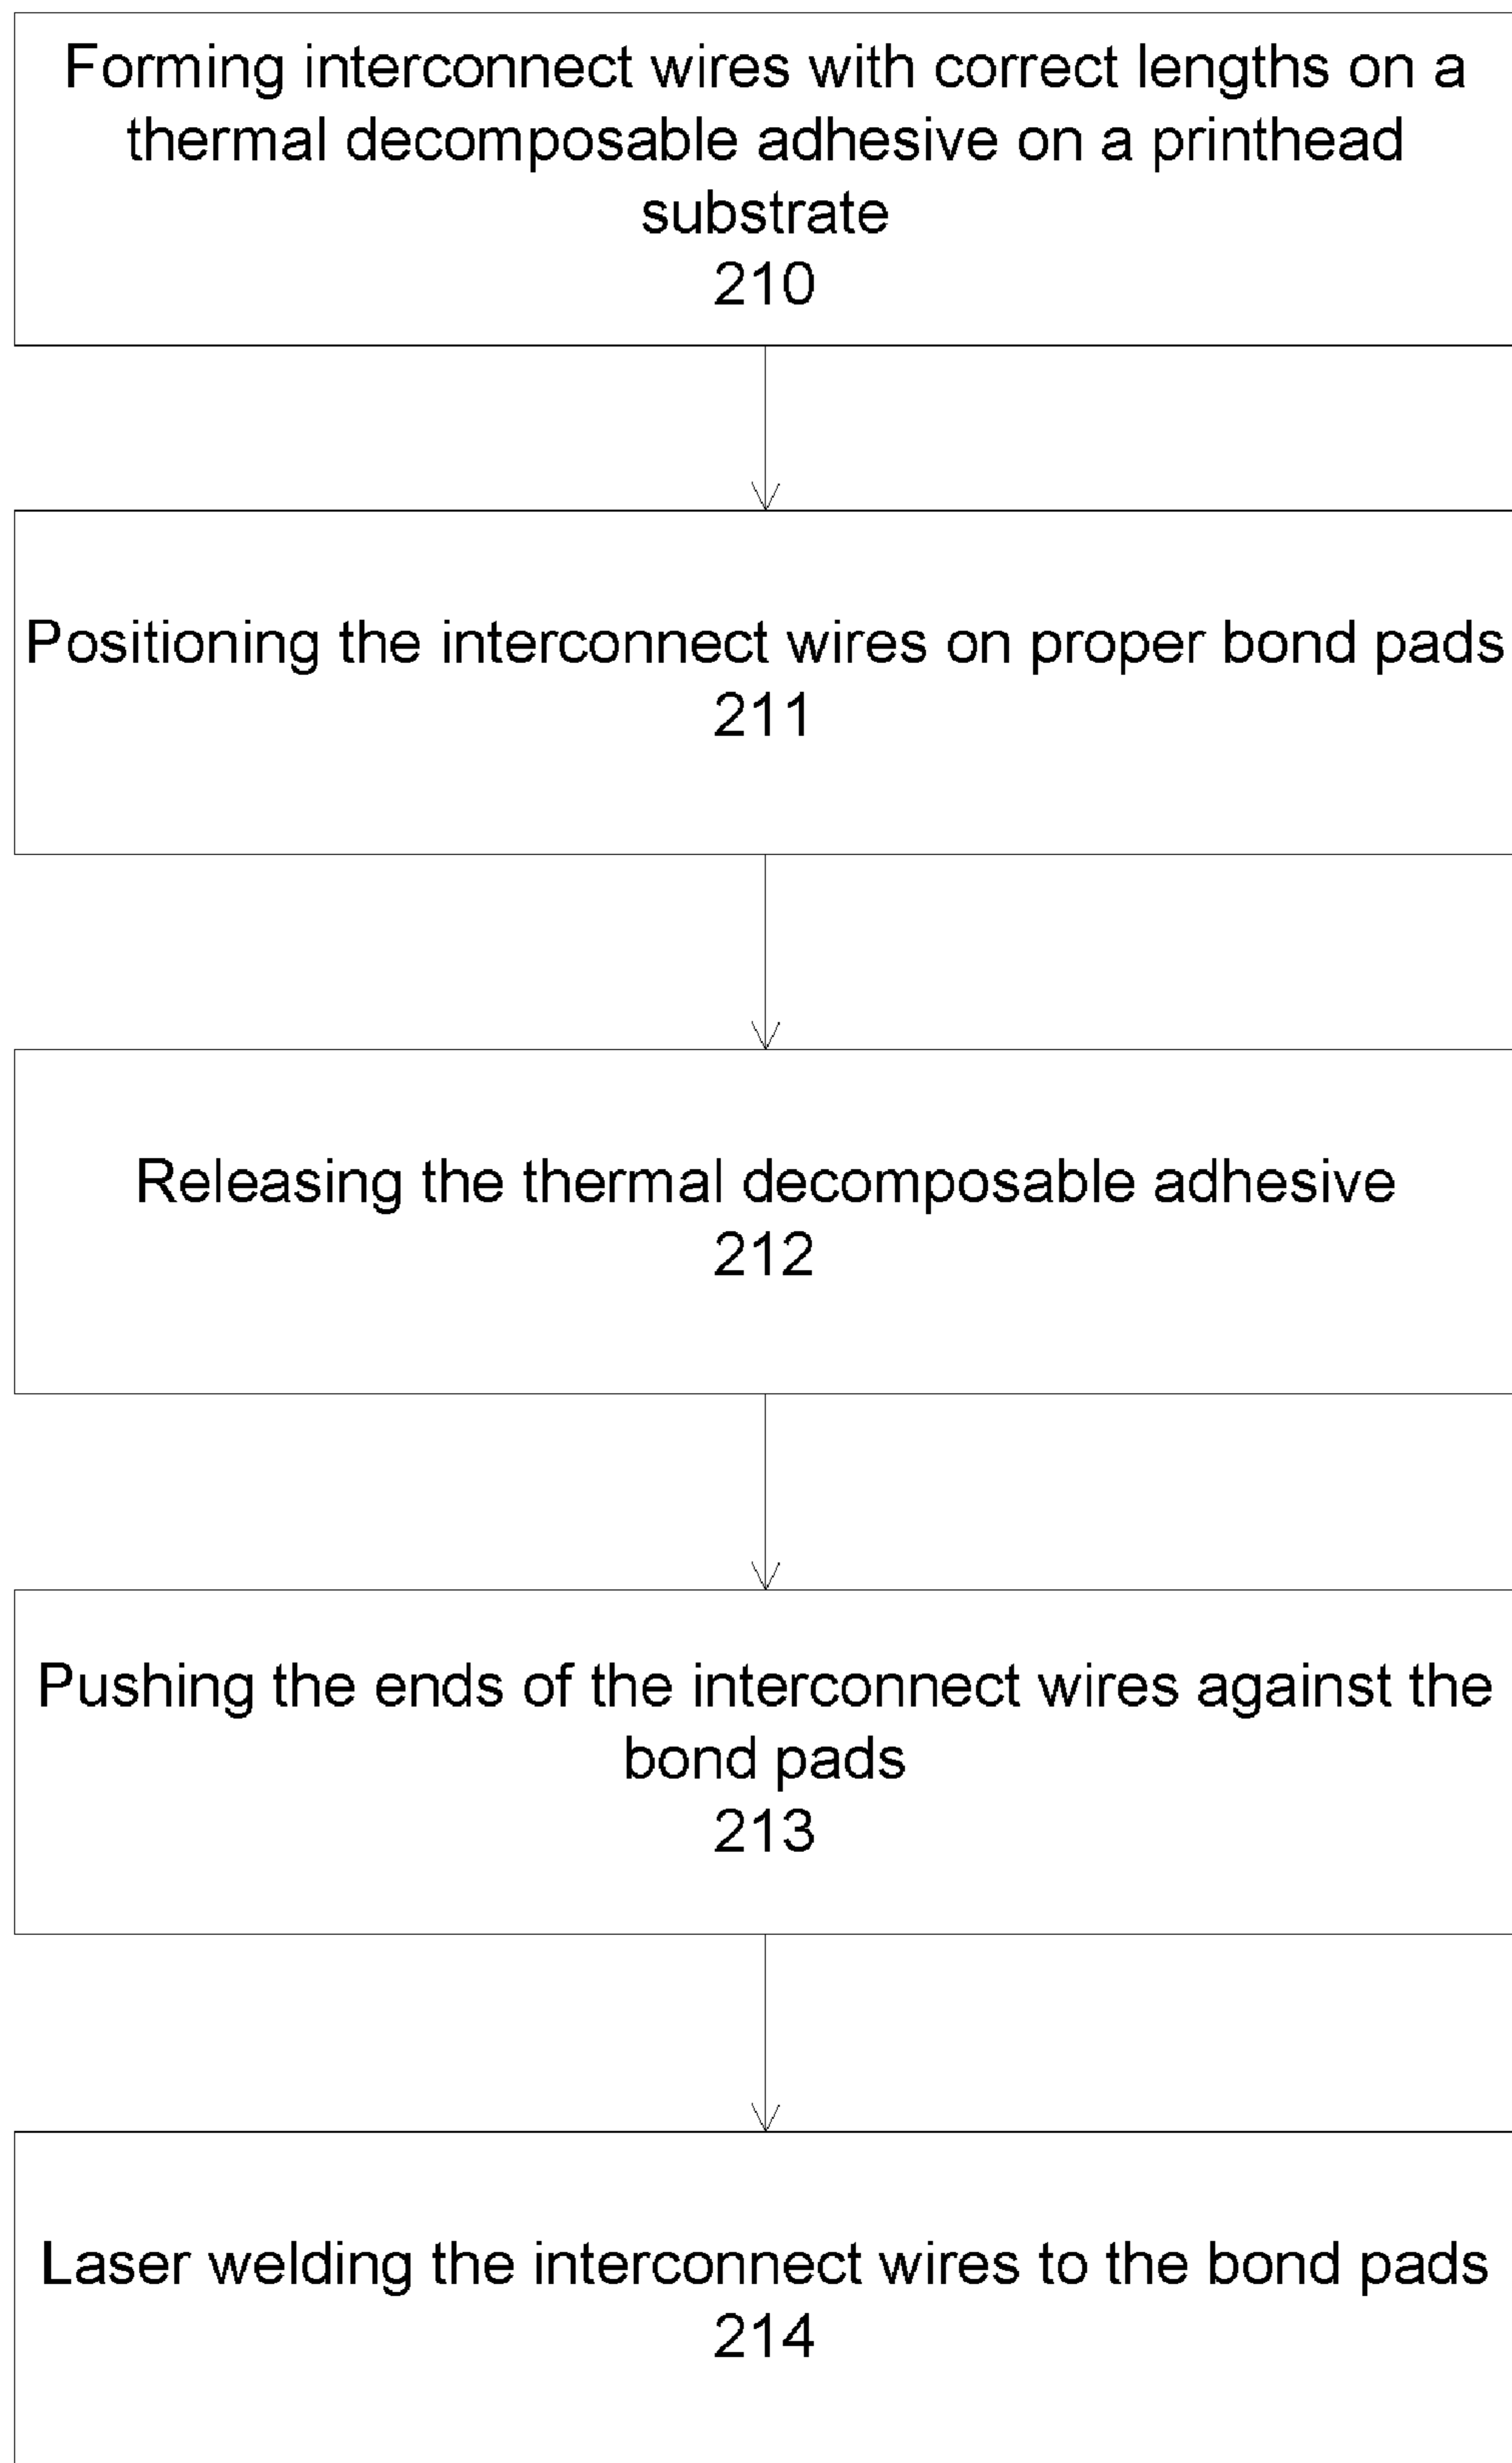 Forming interconnect wires with correct lengths on a
thermal decomposable adhesive on a printhead
substrate
210
Positioning the interconnect wires on proper bond pads
211
Releasing the thermal decomposable adhesive
212
Pushing the ends of the interconnect wires against the
bond pads
213
Laser welding the interconnect wires to the bond pads
214